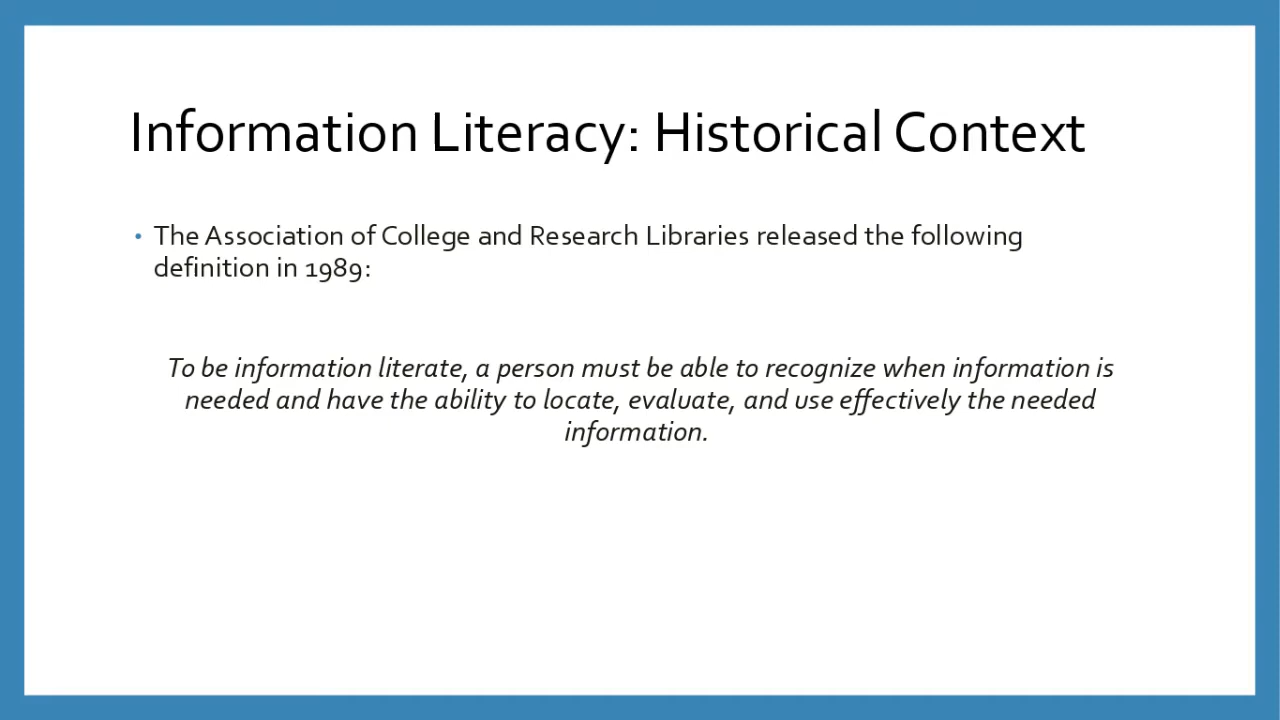 Information Literacy: Historical Context
• The Association of College and Research Libraries released the following
definition in 1989:
To be information literate, a person must be able to recognize when information is
needed and have the ability to locate, evaluate, and use effectively the needed
information.